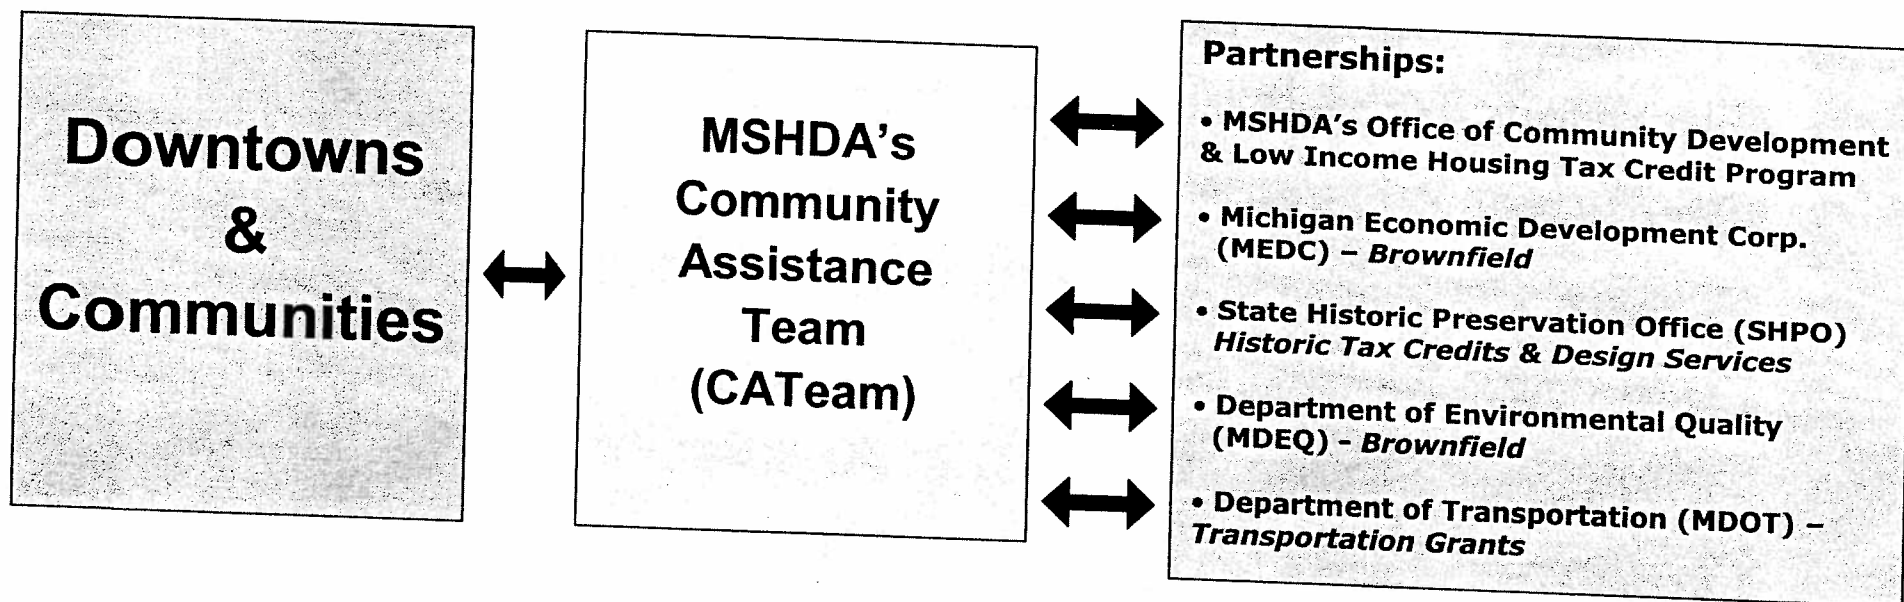 Downtowns
&
Communities
MSHDA's
Community
Assistance
Team
(CATeam)
Partnerships:
• MSHDA's Office of Community Development
& Low Income Housing Tax Credit Program
• Michigan Economic Development Corp.
(MEDC) – Brownfield
• State Historic Preservation Office (SHPO)
Historic Tax Credits & Design Services
• Department of Environmental Quality
(MDEQ) - Brownfield
• Department of Transportation (MDOT) –
Transportation Grants